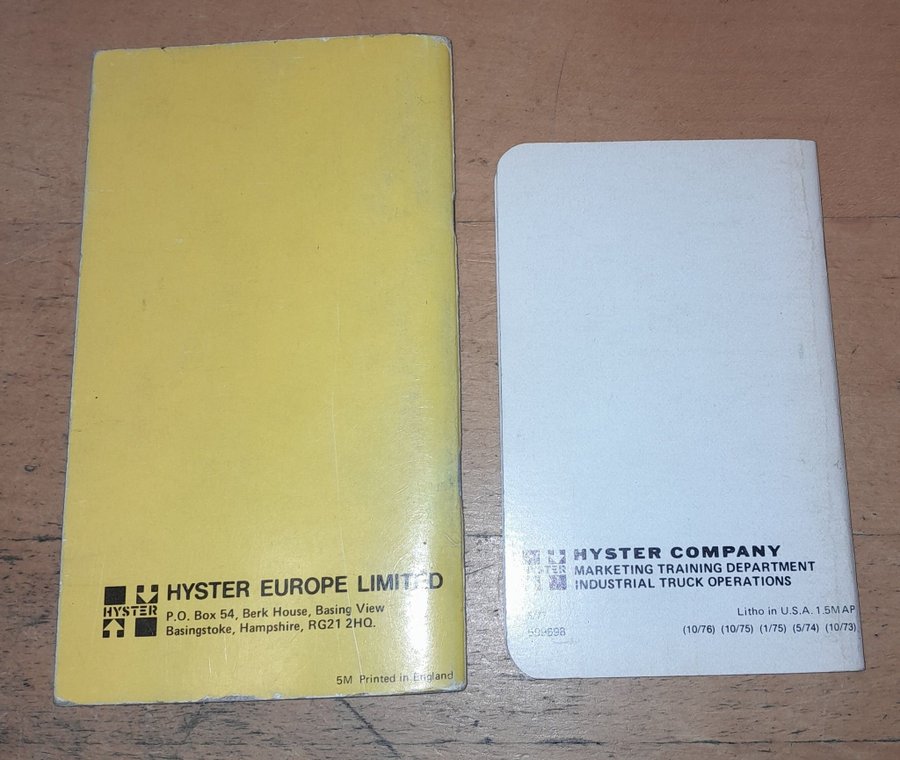 HYSTER
HYSTER EUROPE LIMITED
P.O. Box 54, Berk House, Basing View
Basingstoke, Hampshire, RG21 2HQ.
5M Printed in England
HYSTER
HYSTER COMPANY
MARKETING TRAINING DEPARTMENT
INDUSTRIAL TRUCK OPERATIONS
Litho in U.S.A. 1.5M AP
(10/76) (10/75) (1/75) (5/74) (10/73)